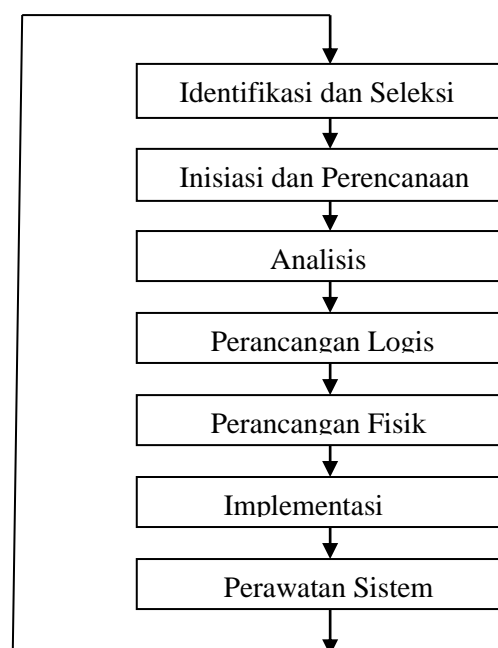 Identifikasi dan Seleksi
Inisiasi dan Perencanaan
Analisis
Perancangan Logis
Perancangan Fisik
Implementasi
Perawatan Sistem